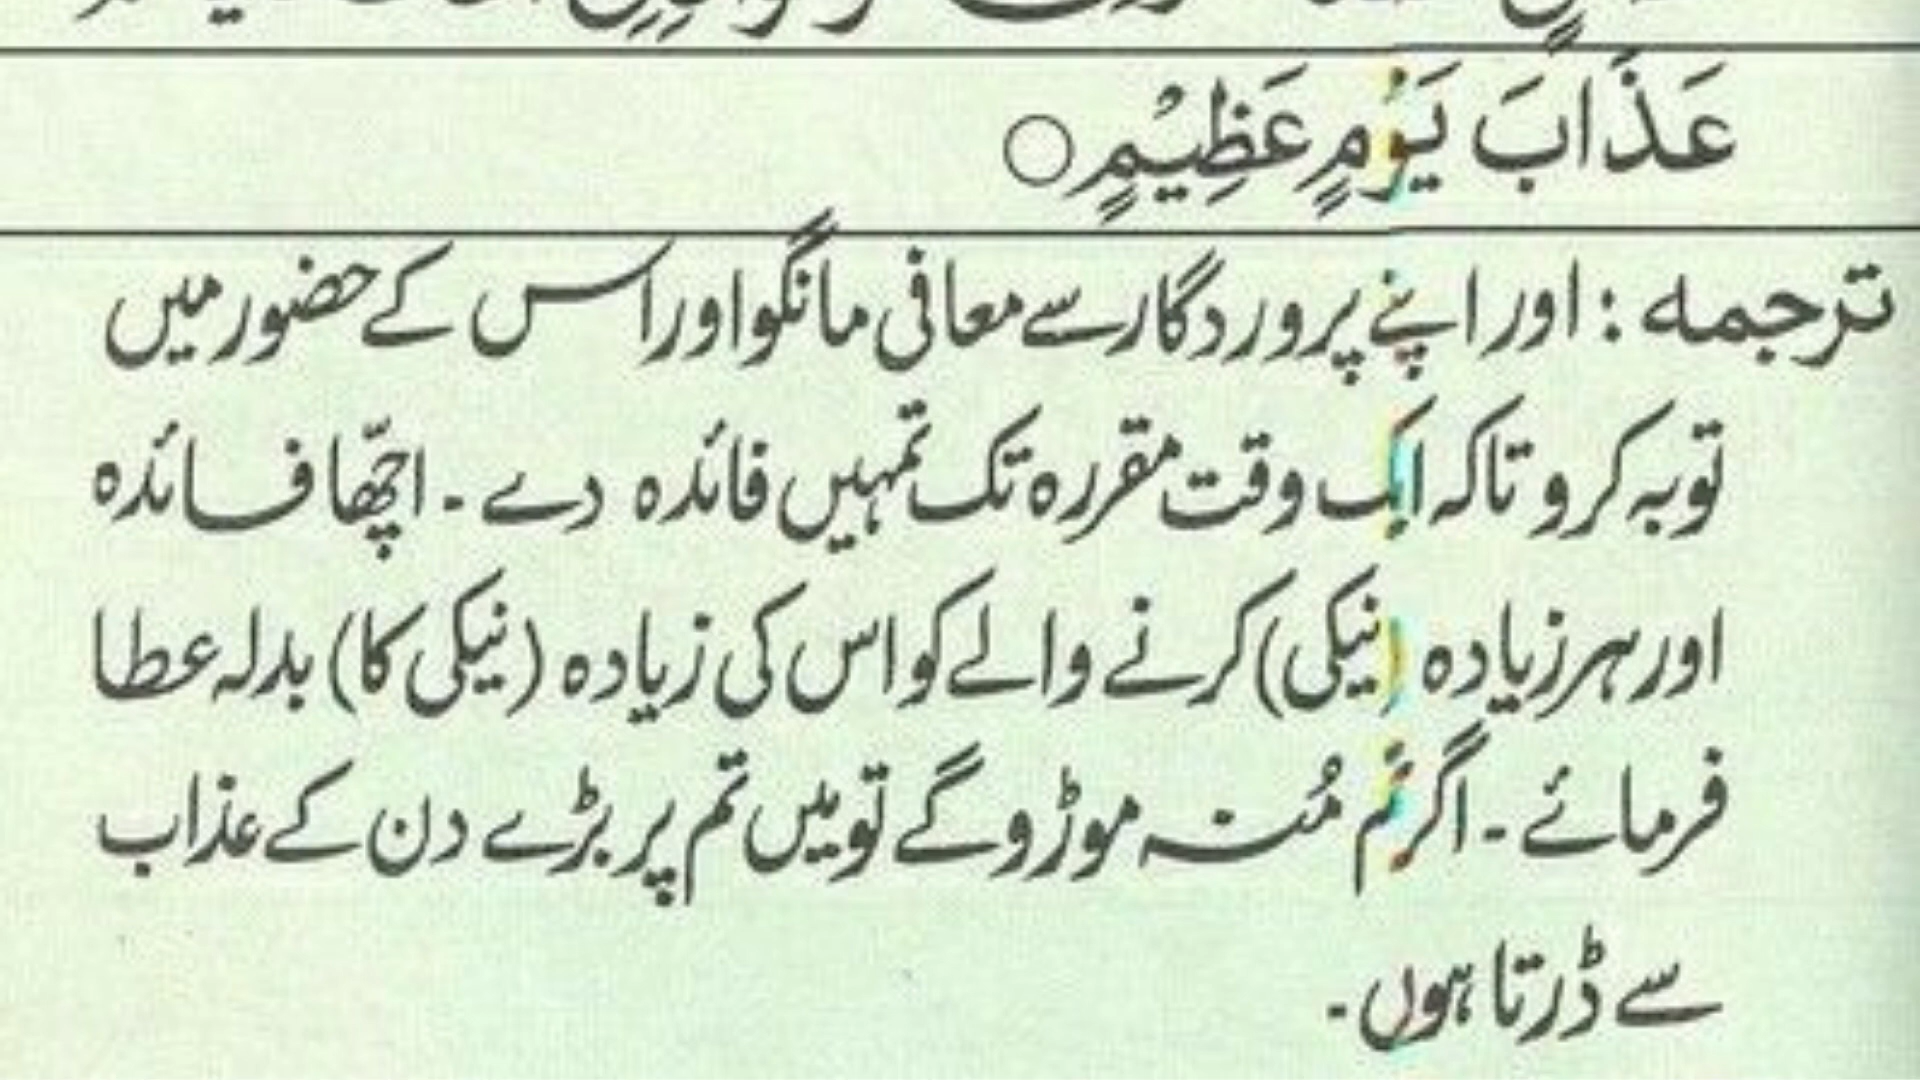 عَذَابَ يَوْمٍ عَظِيْمٍ ○
ترجمہ : اور اپنے پروردگار سے معافی مانگو اور اس کے حضور میں
توبہ کرو تاکہ ایک وقت مقررہ تک تمہیں فائدہ دے ۔ اچھّا فائدہ
اور ہر زیادہ (نیکی) کرنے والے کو اس کی زیادہ (نیکی کا) بدلہ عطا
فرمائے ۔ اگر تم مُنہ موڑو گے تو میں تم پر بڑے دن کے عذاب
سے ڈرتا ہوں ۔